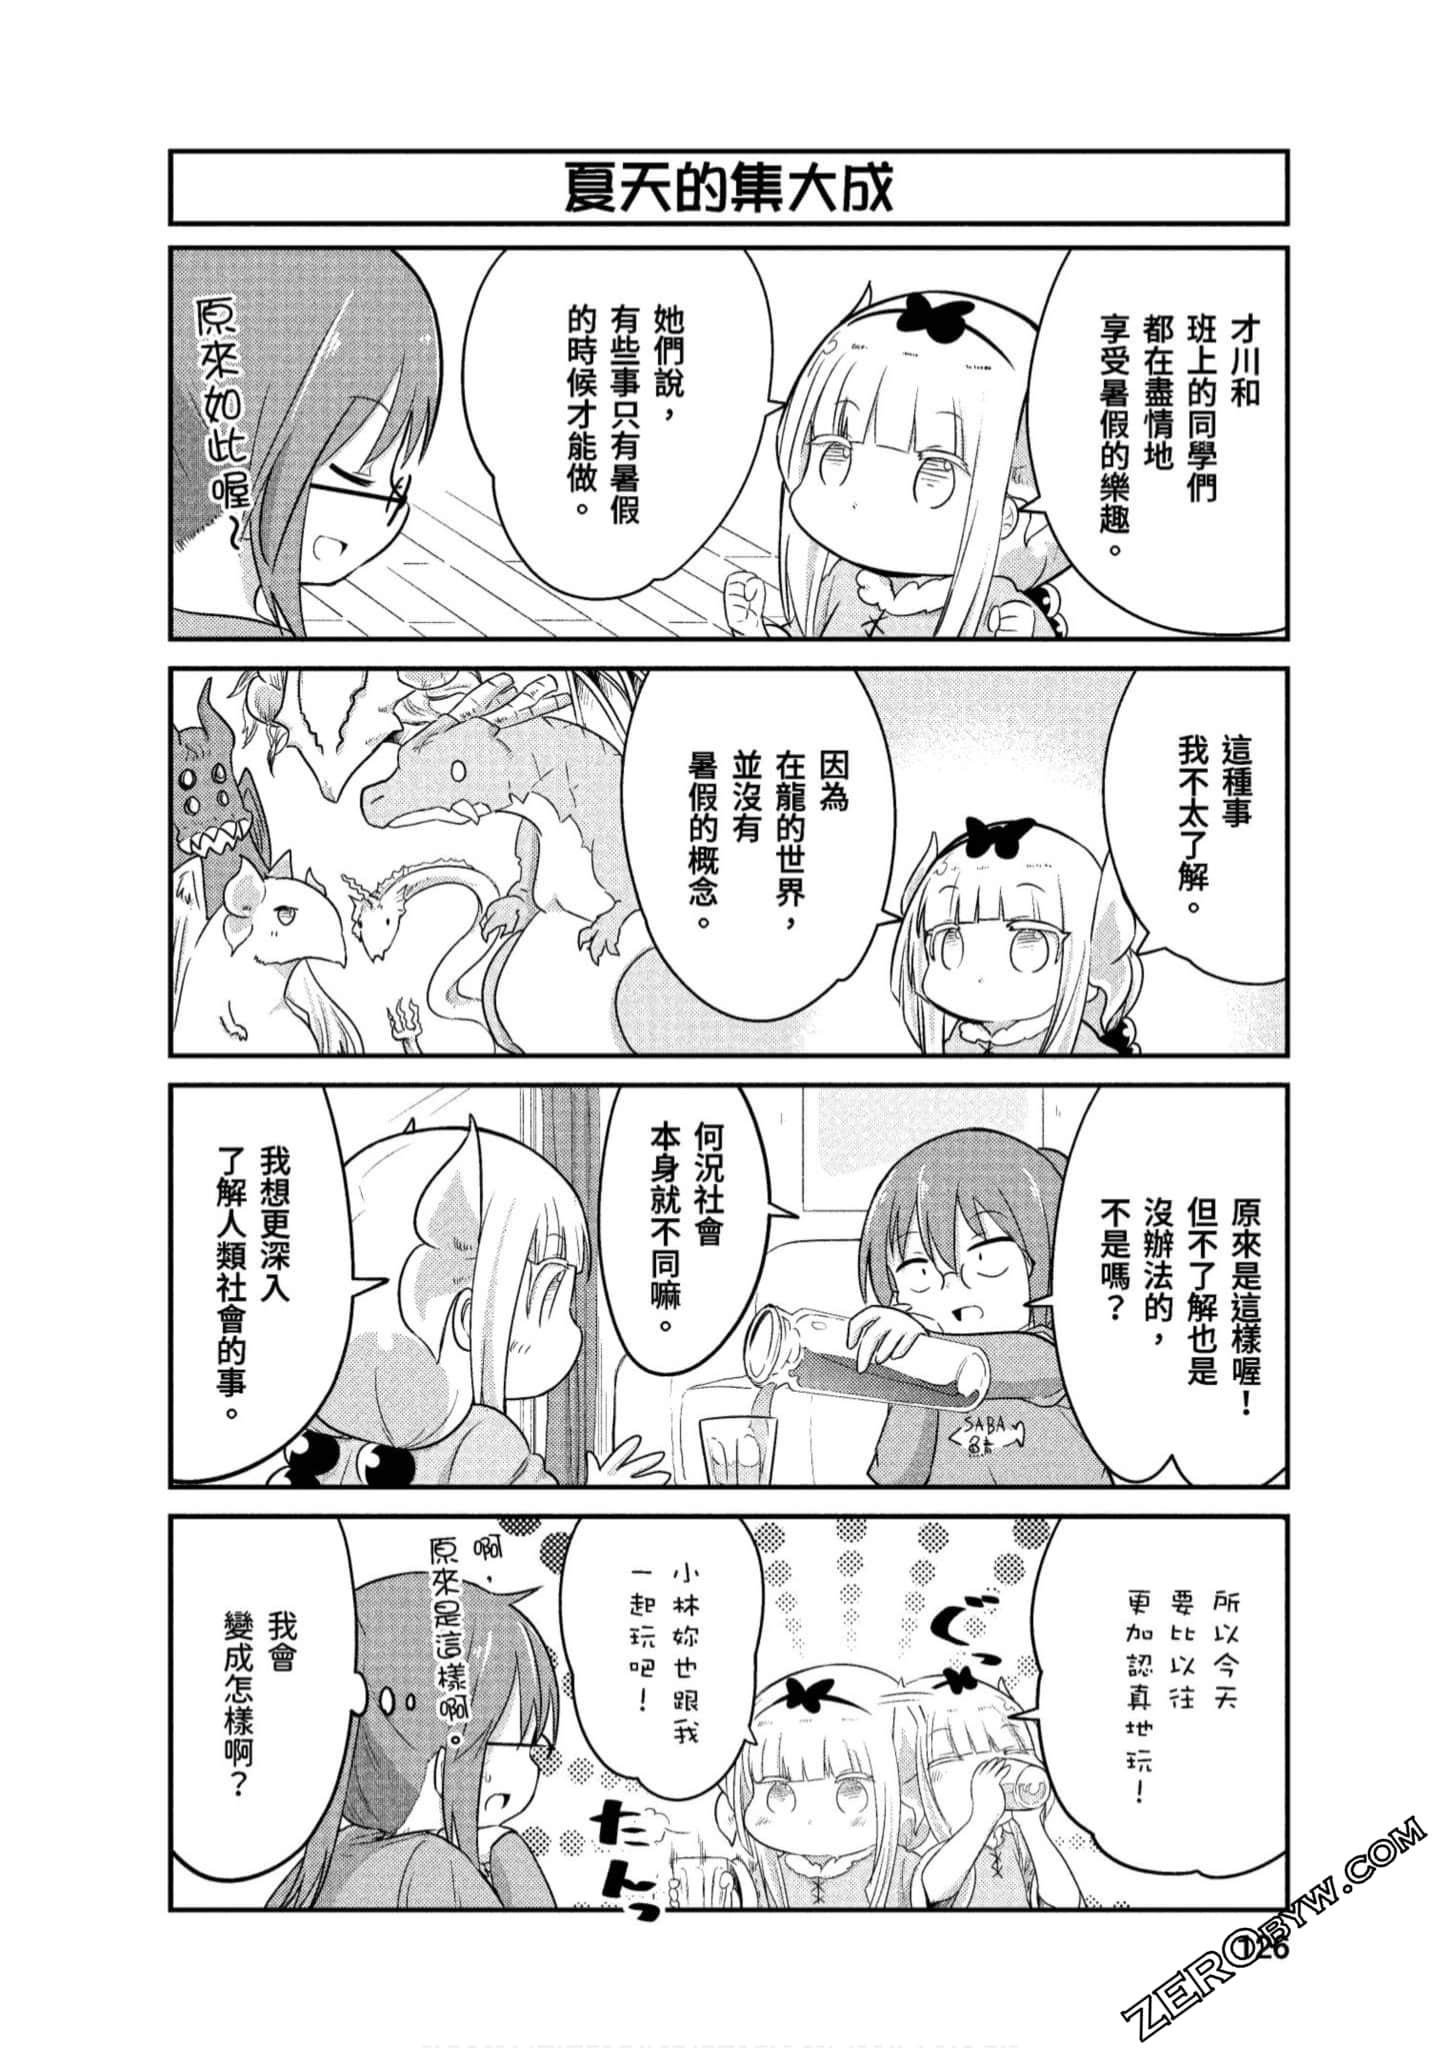 夏天的集大成
才川和
班上的同學們
都在盡情地
享受暑假的樂趣。
她們說，
有些事只有暑假
的時候才能做。
原來如此喔～
這種事
我不太了解。
因為
在龍的世界，
並沒有
暑假的概念。
原來是這樣喔！
但不了解也是
沒辦法的，
不是嗎？
何況社會
本身就不同嘛。
SABA
鯖
我想更深入
了解人類社會的事。
所以今天
要比以往
更加認真地玩！
ぐびっ
小林妳也跟我
一起玩吧！
たんっ
啊，
原來是這樣啊。
我會
變成怎樣啊？
126
ZEROBYW.COM